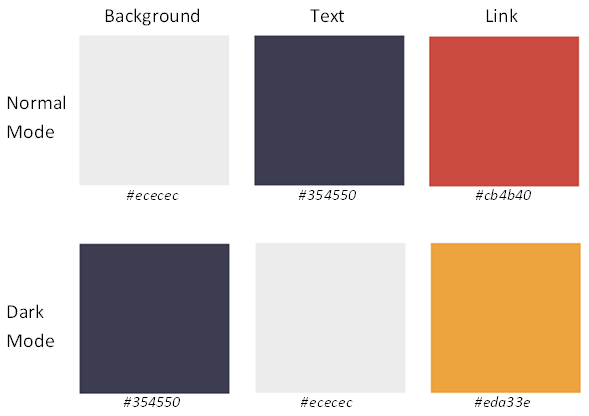 Background Text Link
Normal
Mode
#ececec #354550 #cb4b40
Dark
Mode
#354550 #ececec #eda33e